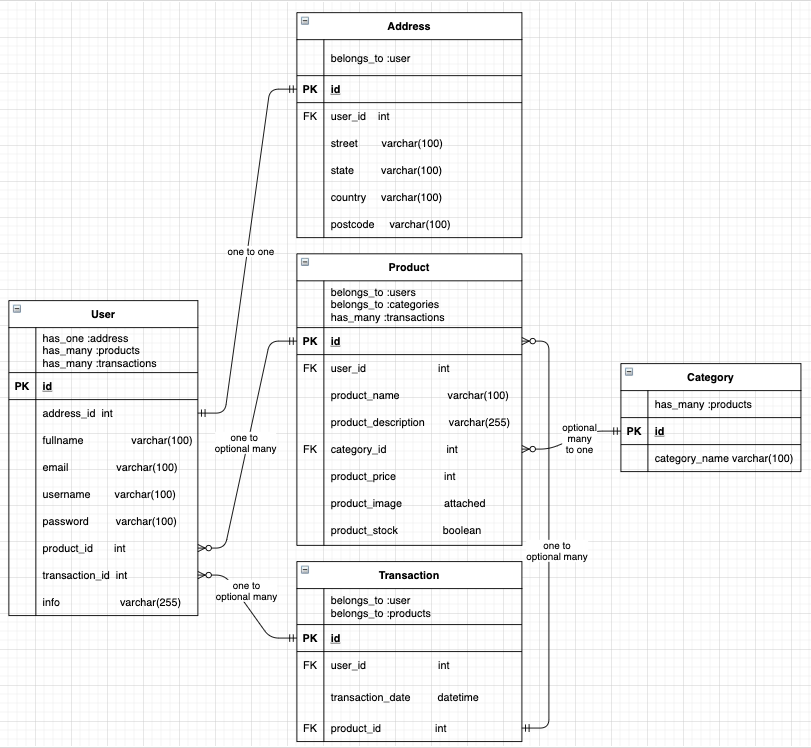 Address
belongs_to :user
PK id
FK user_id int
street varchar(100)
state varchar(100)
country varchar(100)
postcode varchar(100)
one to one
Product
belongs_to :users
belongs_to :categories
has_many :transactions
PK id
FK user_id int
product_name varchar(100)
product_description varchar(255)
FK category_id int
product_price int
product_image attached
product_stock boolean
User
has_one :address
has_many :products
has_many :transactions
PK id
address_id int
fullname varchar(100)
email varchar(100)
username varchar(100)
password varchar(100)
product_id int
transaction_id int
info varchar(255)
one to
optional many
one to
optional many
Category
has_many :products
PK id
category_name varchar(100)
optional
many
to one
one to
optional many
Transaction
belongs_to :user
belongs_to :products
PK id
FK user_id int
transaction_date datetime
FK product_id int